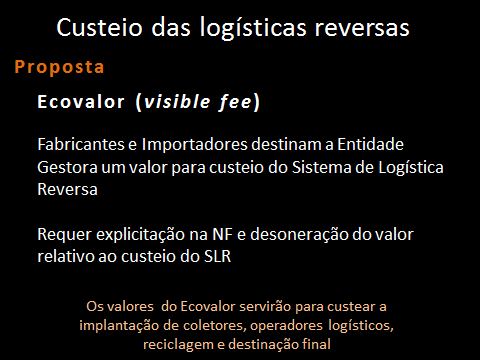 Custeio das logísticas reversas
Proposta
Ecovalor (visible fee)
Fabricantes e Importadores destinam a Entidade
Gestora um valor para custeio do Sistema de Logística
Reversa
Requer explicitação na NF e desoneração do valor
relativo ao custeio do SLR
Os valores do Ecovalor servirão para custear a
implantação de coletores, operadores logísticos,
reciclagem e destinação final